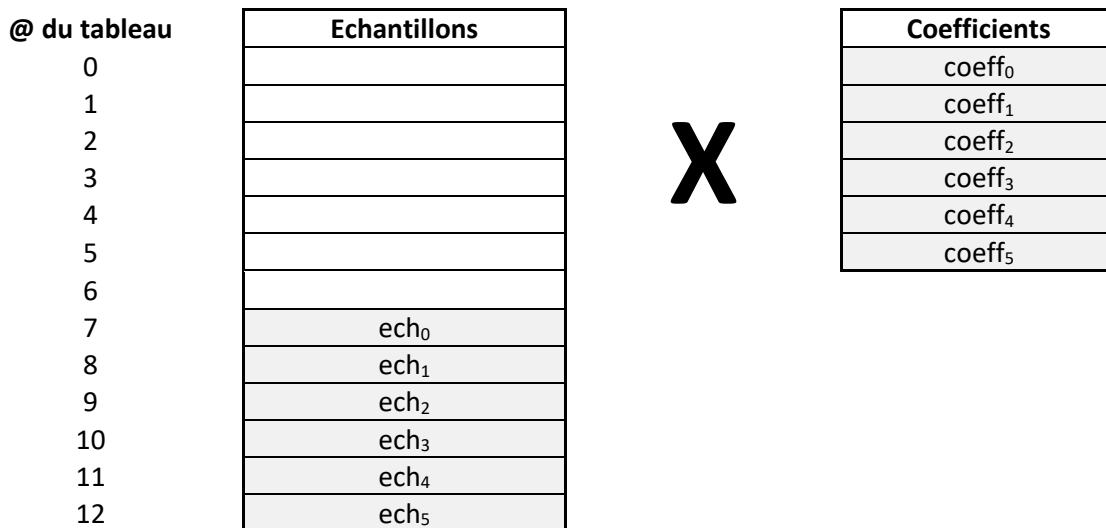 @ du tableau Echantillons Coefficients
0 coeff₀
1 coeff₁
2 X coeff₂
3 coeff₃
4 coeff₄
5 coeff₅
6
7 ech₀
8 ech₁
9 ech₂
10 ech₃
11 ech₄
12 ech₅